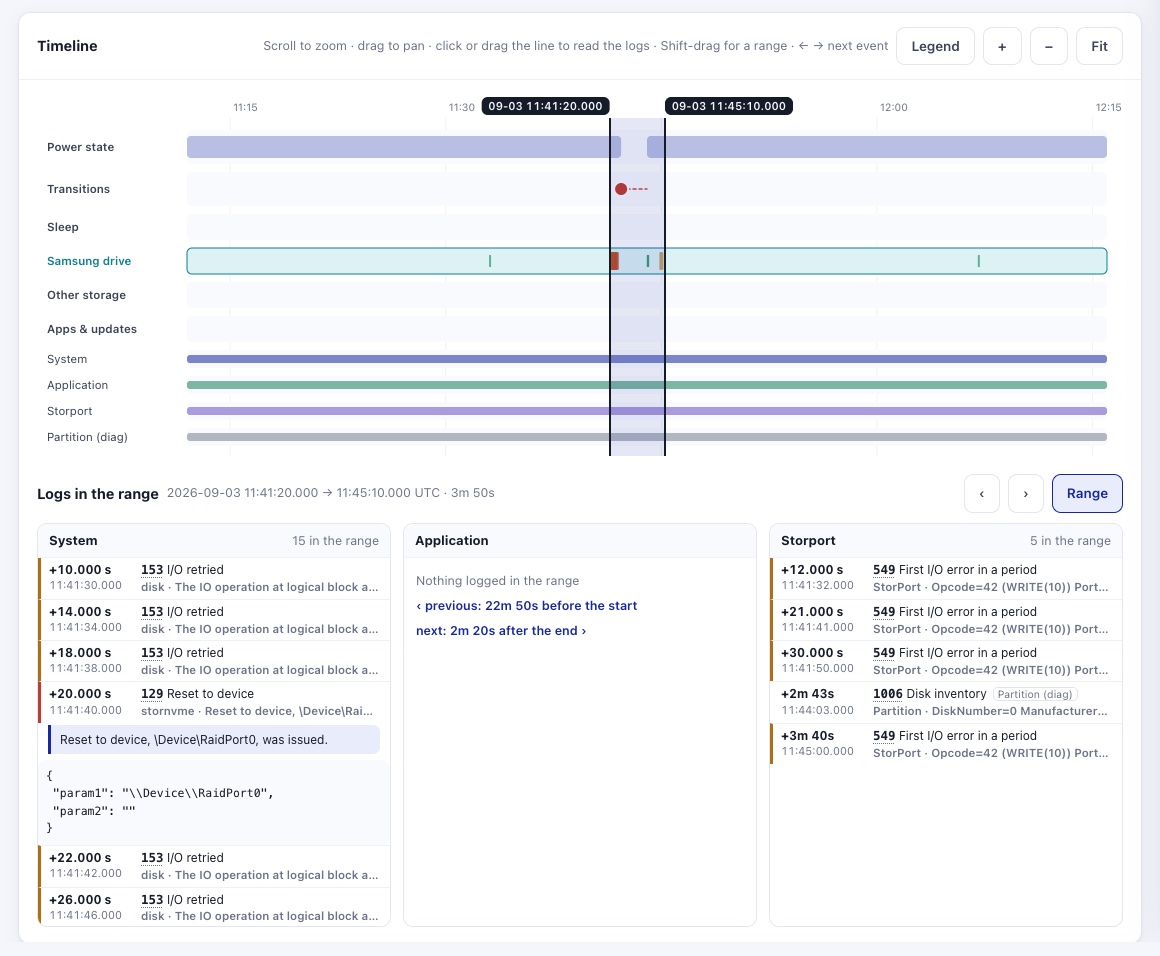 Timeline
Scroll to zoom · drag to pan · click or drag the line to read the logs · Shift-drag for a range · ← → next event
Legend
+
−
Fit
11:15
11:30
09-03 11:41:20.000
09-03 11:45:10.000
12:00
12:15
Power state
Transitions
Sleep
Samsung drive
Other storage
Apps & updates
System
Application
Storport
Partition (diag)
Logs in the range 2026-09-03 11:41:20.000 → 11:45:10.000 UTC · 3m 50s
‹
›
Range
System 15 in the range
+10.000 s 153 I/O retried
11:41:30.000 disk · The IO operation at logical block a...
+14.000 s 153 I/O retried
11:41:34.000 disk · The IO operation at logical block a...
+18.000 s 153 I/O retried
11:41:38.000 disk · The IO operation at logical block a...
+20.000 s 129 Reset to device
11:41:40.000 stornvme · Reset to device, \Device\Rai...
Reset to device, \Device\RaidPort0, was issued.
{
"param1": "\\Device\\RaidPort0",
"param2": ""
}
+22.000 s 153 I/O retried
11:41:42.000 disk · The IO operation at logical block a...
+26.000 s 153 I/O retried
11:41:46.000 disk · The IO operation at logical block a...
Application
Nothing logged in the range
‹ previous: 22m 50s before the start
next: 2m 20s after the end ›
Storport 5 in the range
+12.000 s 549 First I/O error in a period
11:41:32.000 StorPort · Opcode=42 (WRITE(10)) Port...
+21.000 s 549 First I/O error in a period
11:41:41.000 StorPort · Opcode=42 (WRITE(10)) Port...
+30.000 s 549 First I/O error in a period
11:41:50.000 StorPort · Opcode=42 (WRITE(10)) Port...
+2m 43s 1006 Disk inventory Partition (diag)
11:44:03.000 Partition · DiskNumber=0 Manufacturer...
+3m 40s 549 First I/O error in a period
11:45:00.000 StorPort · Opcode=42 (WRITE(10)) Port...